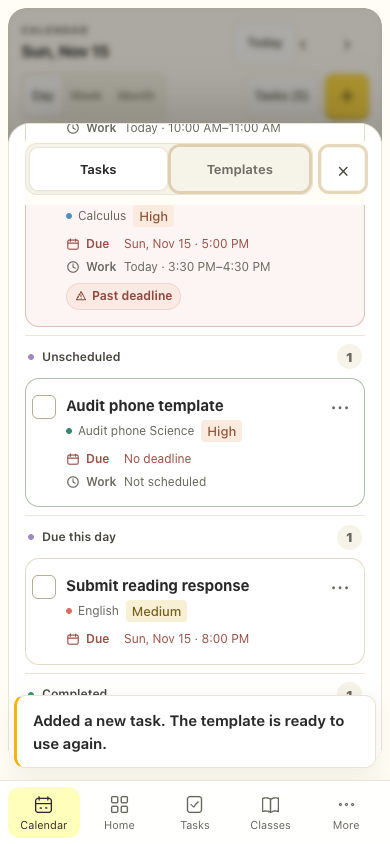 CALENDAR
Sun, Nov 15
Today
Day Week Month
Tasks (5)
Work Today · 10:00 AM–11:00 AM
Tasks
Templates
Calculus High
Due Sun, Nov 15 · 5:00 PM
Work Today · 3:30 PM–4:30 PM
Past deadline
Unscheduled 1
Audit phone template
Audit phone Science High
Due No deadline
Work Not scheduled
Due this day 1
Submit reading response
English Medium
Due Sun, Nov 15 · 8:00 PM
Completed 1
Added a new task. The template is ready to
use again.
Calendar
Home
Tasks
Classes
More